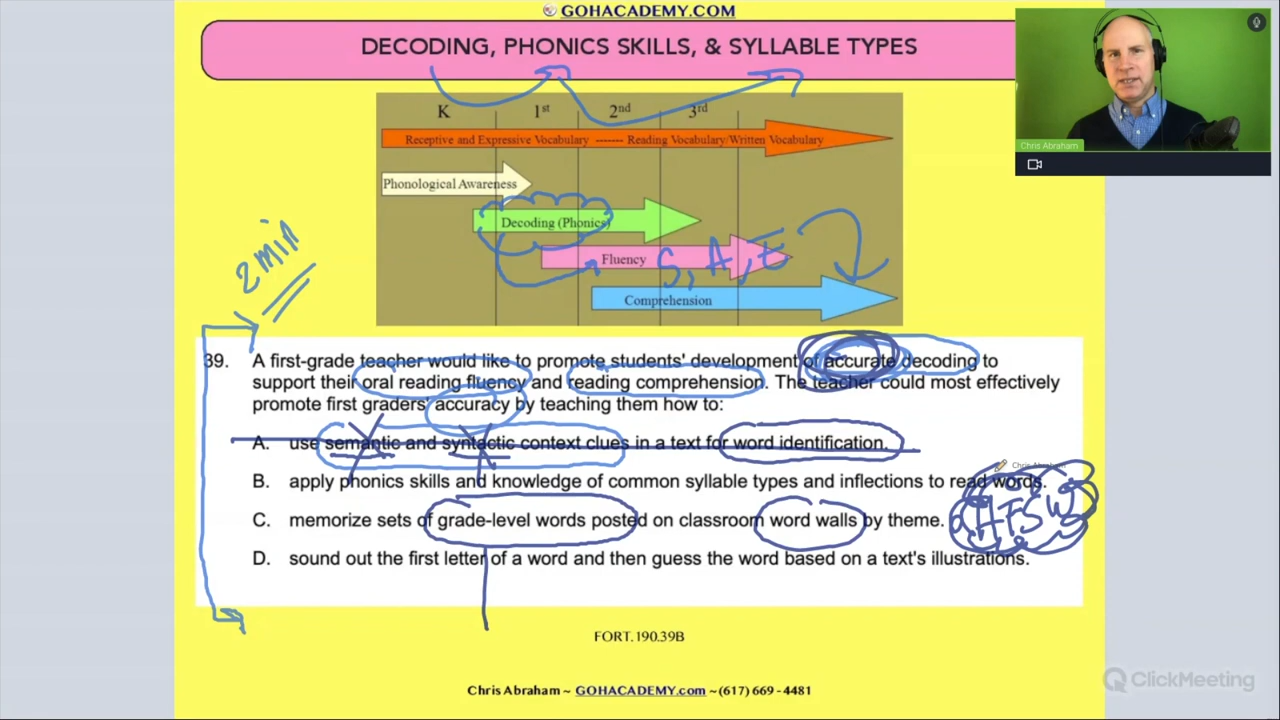 GOHACADEMY.COM
DECODING, PHONICS SKILLS, & SYLLABLE TYPES
Chris Abraham
K 1st 2nd 3rd
Receptive and Expressive Vocabulary ------- Reading Vocabulary/Written Vocabulary
Phonological Awareness
Decoding (Phonics)
Fluency S, A, E
Comprehension
2 min
39. A first-grade teacher would like to promote students' development of accurate decoding to
support their oral reading fluency and reading comprehension. The teacher could most effectively
promote first graders' accuracy by teaching them how to:
A. use semantic and syntactic context clues in a text for word identification.
Chris Abraham
B. apply phonics skills and knowledge of common syllable types and inflections to read words.
C. memorize sets of grade-level words posted on classroom word walls by theme.
HFSW
D. sound out the first letter of a word and then guess the word based on a text's illustrations.
FORT.190.39B
Chris Abraham ~ GOHACADEMY.com ~(617) 669 - 4481
ClickMeeting